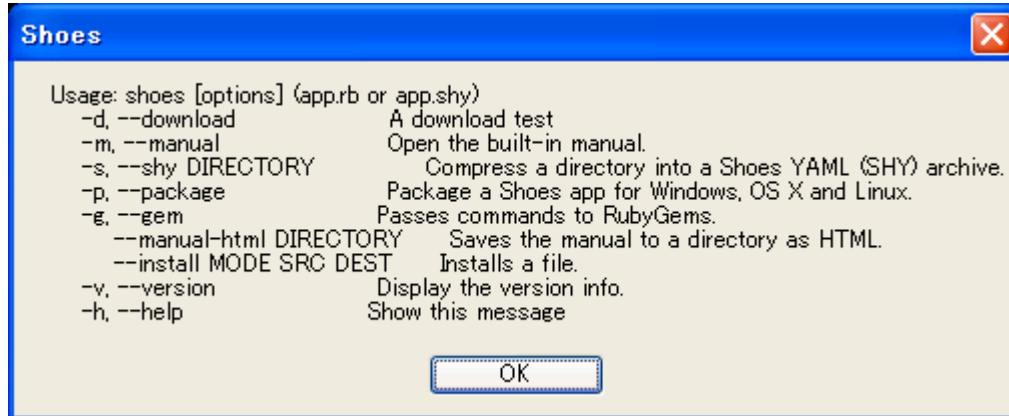 Shoes
Usage: shoes [options] (app.rb or app.shy)
-d, --download A download test
-m, --manual Open the built-in manual.
-s, --shy DIRECTORY Compress a directory into a Shoes YAML (SHY) archive.
-p, --package Package a Shoes app for Windows, OS X and Linux.
-g, --gem Passes commands to RubyGems.
--manual-html DIRECTORY Saves the manual to a directory as HTML.
--install MODE SRC DEST Installs a file.
-v, --version Display the version info.
-h, --help Show this message
OK